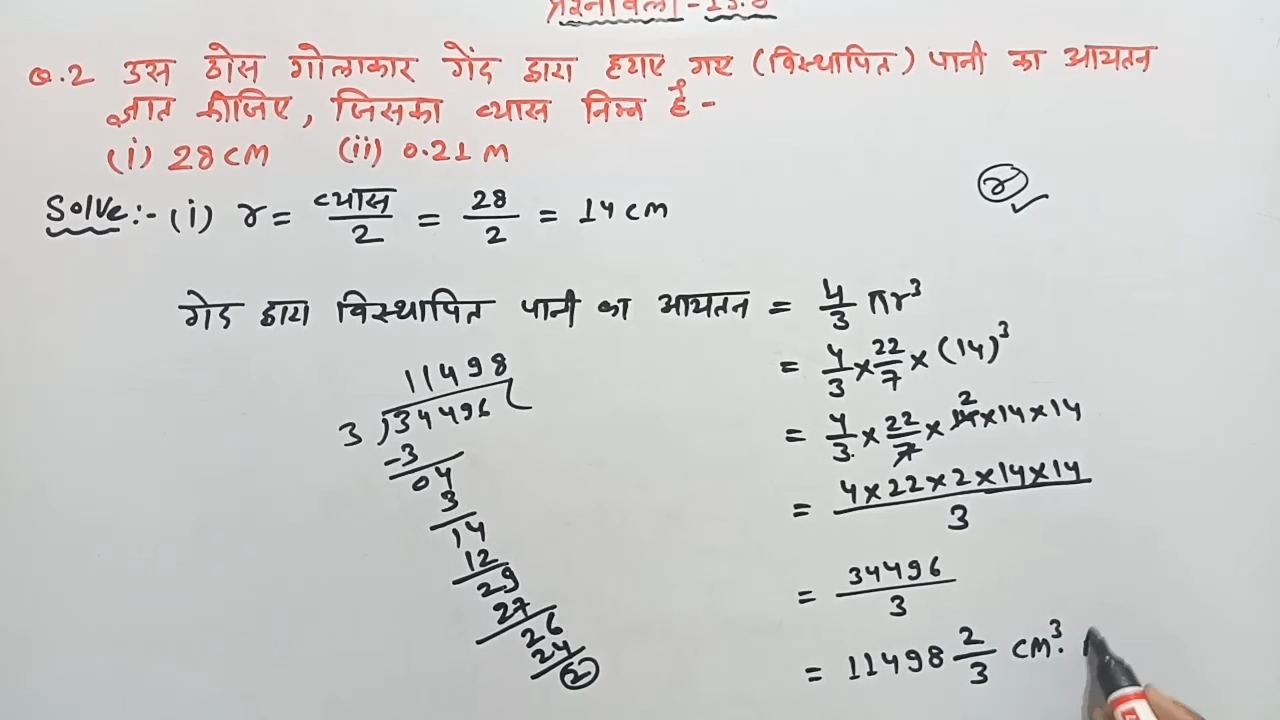 Q.2 उस ठोस गोलाकार गेंद द्वारा हटाए गए (विस्थापित) पानी का आयतन
ज्ञात कीजिए, जिसका व्यास निम्न है -
(i) 28 cm (ii) 0.21 m
Solve:- (i) r = व्यास/2 = 28/2 = 14 cm
r
गेंद द्वारा विस्थापित पानी का आयतन = 4/3 πr³
= 4/3 × 22/7 × (14)³
= 4/3 × 22/7 × 14 × 14 × 14
2
= 4×22×2×14×14/3
= 34496/3
= 11498 2/3 cm³.
11498
3)34496(
-3
04
3
14
12
29
27
26
24
2